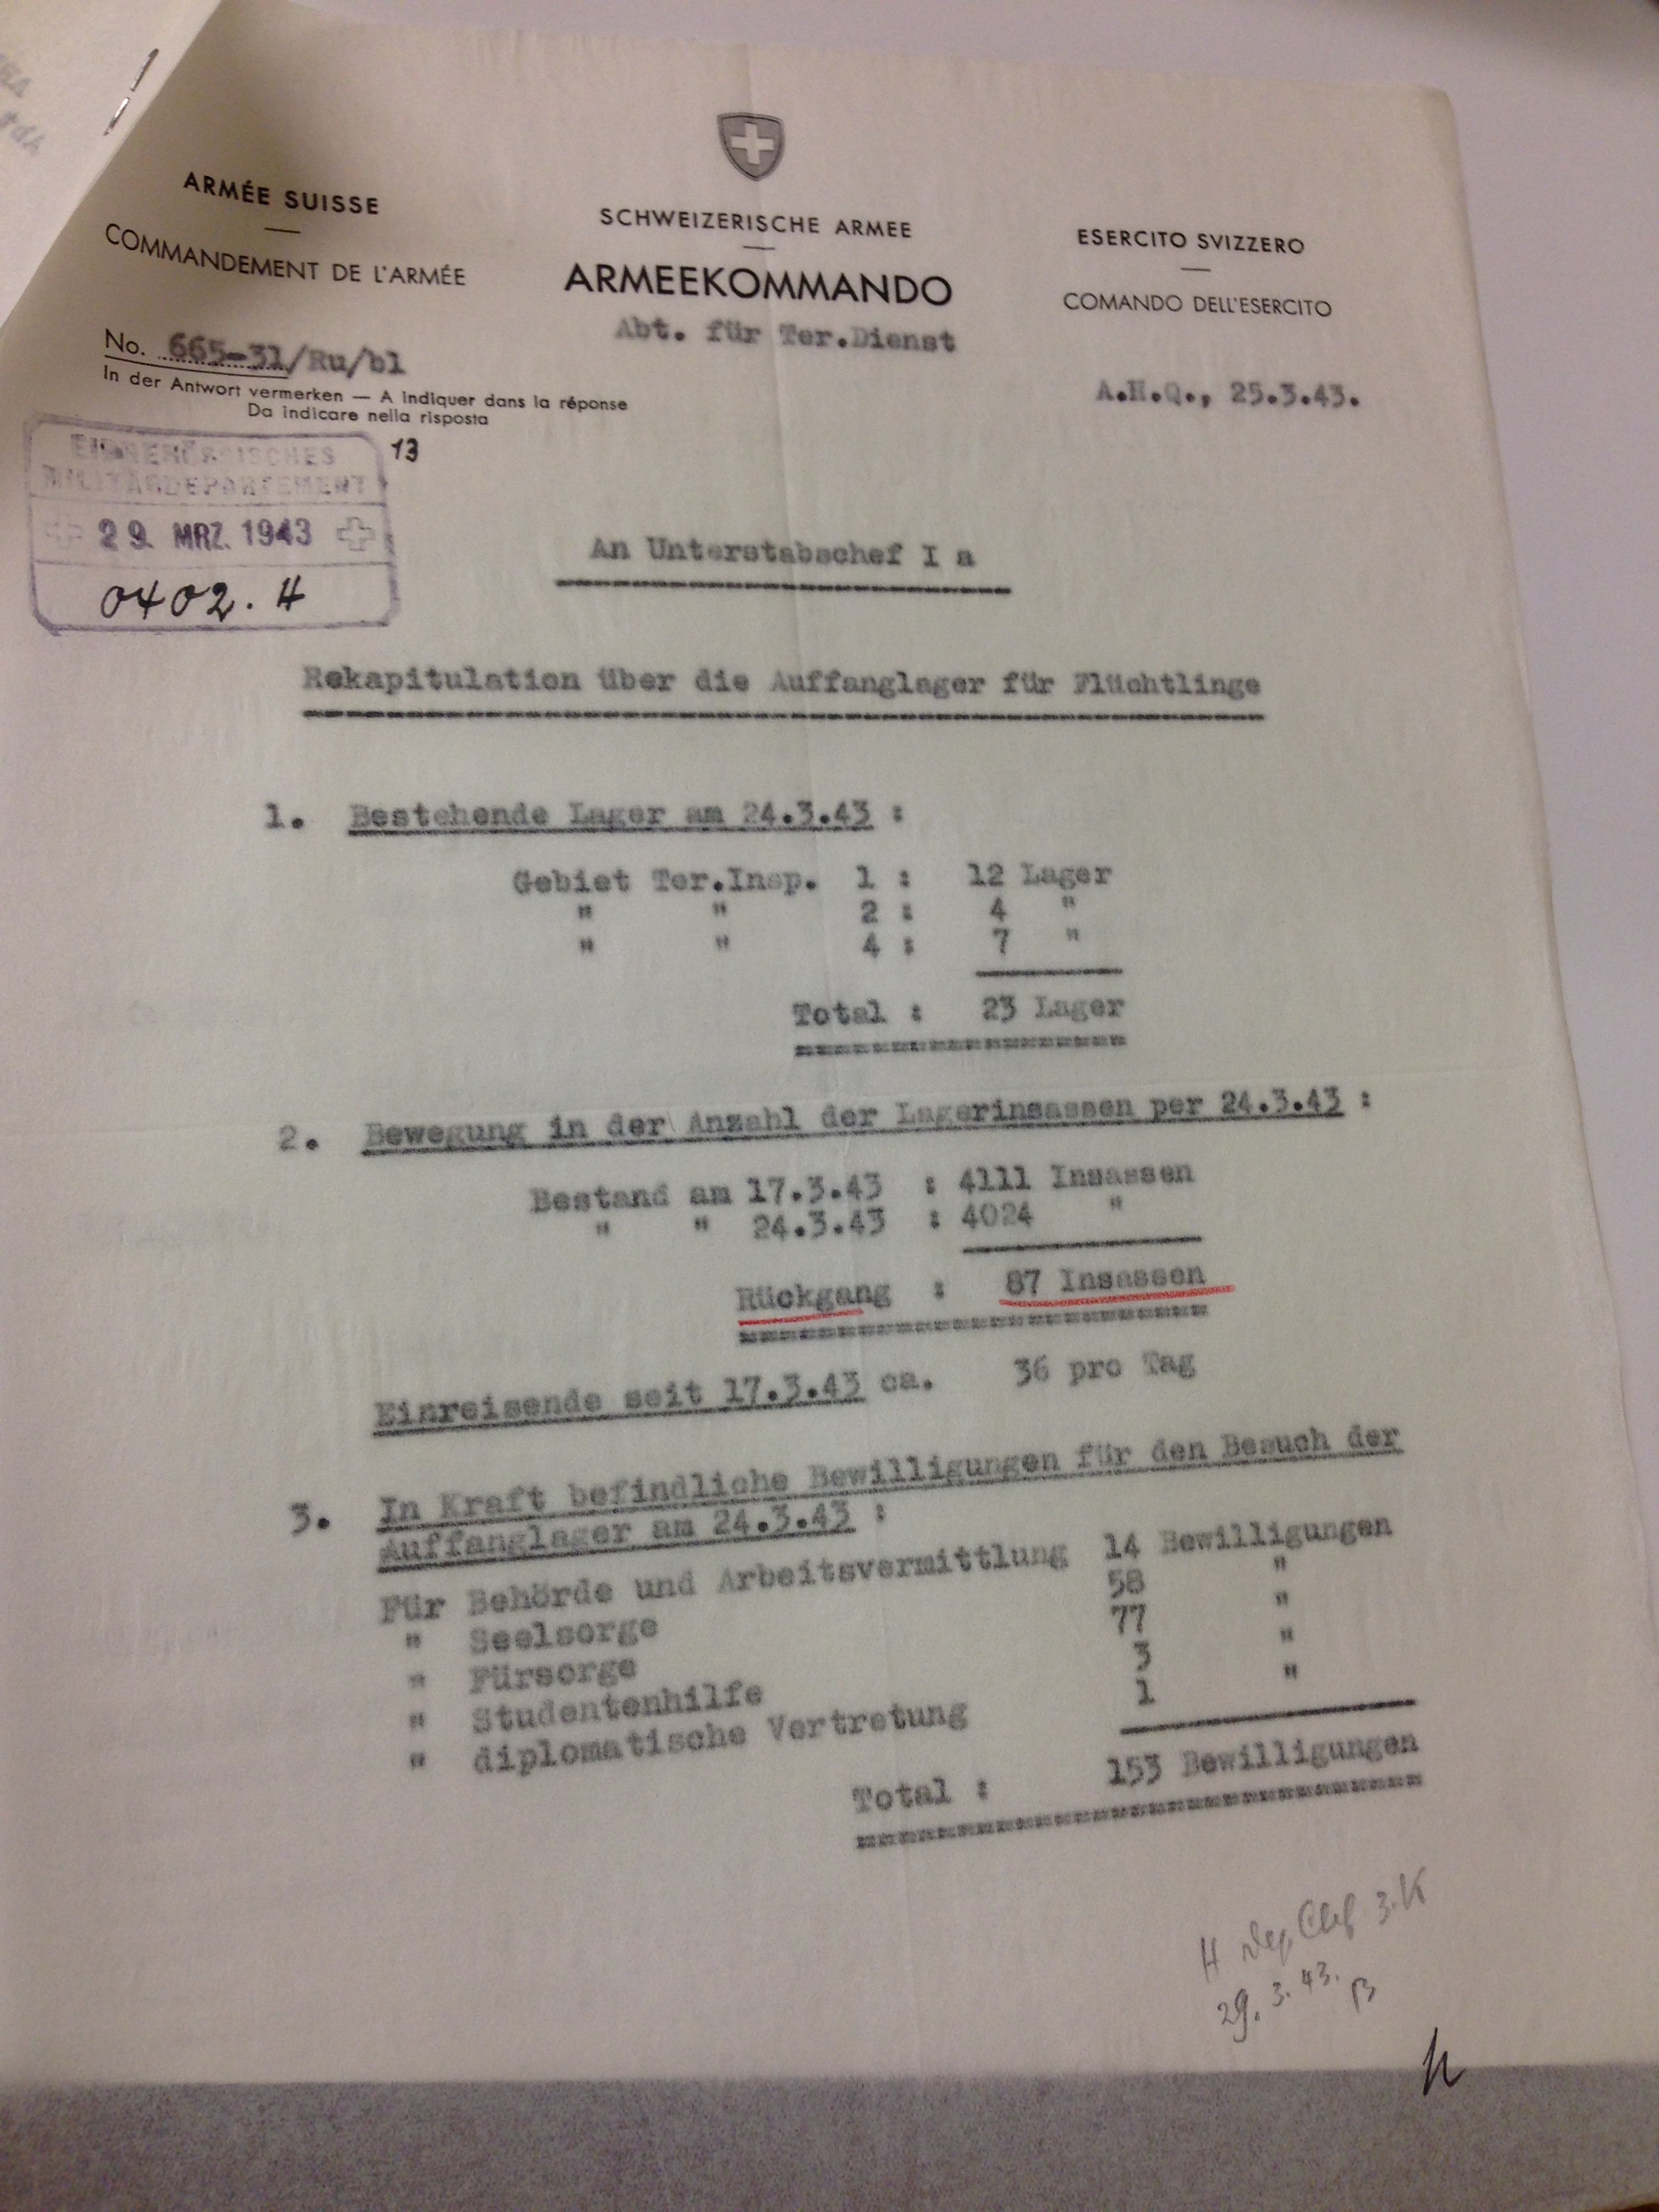 ARMÉE SUISSE
COMMANDEMENT DE L'ARMÉE
SCHWEIZERISCHE ARMEE
ARMEEKOMMANDO
Abt. für Ter.Dienst
ESERCITO SVIZZERO
COMANDO DELL'ESERCITO
No. 665-31/Ru/bl
In der Antwort vermerken — A indiquer dans la réponse
Da indicare nella risposta
A.H.Q., 25.3.43.
13
EIDGENÖSSISCHES
MILITÄRDEPARTEMENT
29. MRZ. 1943
0402. H
An Unterstabschef I a
Rekapitulation über die Auffanglager für Flüchtlinge
1. Bestehende Lager am 24.3.43 :
Gebiet Ter.Insp. 1 : 12 Lager
" " 2 : 4 "
" " 4 : 7 "
Total : 23 Lager
2. Bewegung in der Anzahl der Lagerinsassen per 24.3.43 :
Bestand am 17.3.43 : 4111 Insassen
" " 24.3.43 : 4024 "
Rückgang : 87 Insassen
Einreisende seit 17.3.43 ca. 36 pro Tag
3. In Kraft befindliche Bewilligungen für den Besuch der
Auffanglager am 24.3.43 :
Für Behörde und Arbeitsvermittlung 14 Bewilligungen
" Seelsorge 58 "
" Fürsorge 77 "
" Studentenhilfe 3 "
" diplomatische Vertretung 1 "
Total : 153 Bewilligungen
H Dep. Chef 3.K
29.3.43.